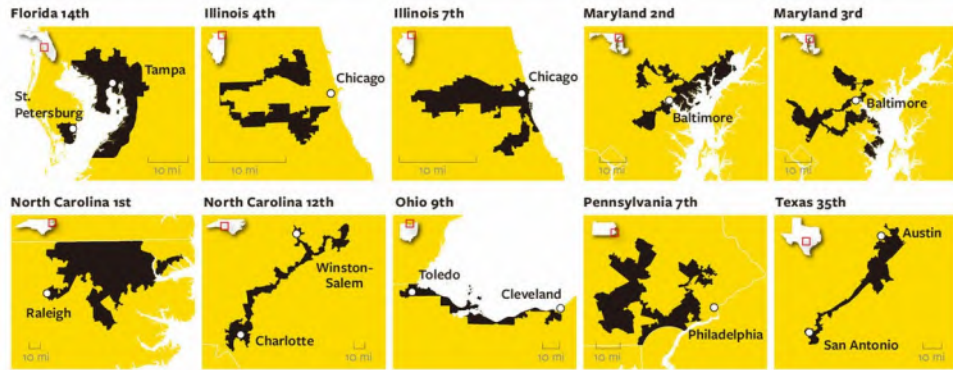 Florida 14th
Illinois 4th
Illinois 7th
Maryland 2nd
Maryland 3rd
Tampa
St.
Petersburg
10 mi
Chicago
10 mi
Chicago
10 mi
Baltimore
10 mi
Baltimore
10 mi
North Carolina 1st
North Carolina 12th
Ohio 9th
Pennsylvania 7th
Texas 35th
Raleigh
10 mi
Winston-
Salem
Charlotte
10 mi
Toledo
Cleveland
10 mi
Philadelphia
10 mi
Austin
San Antonio
10 mi